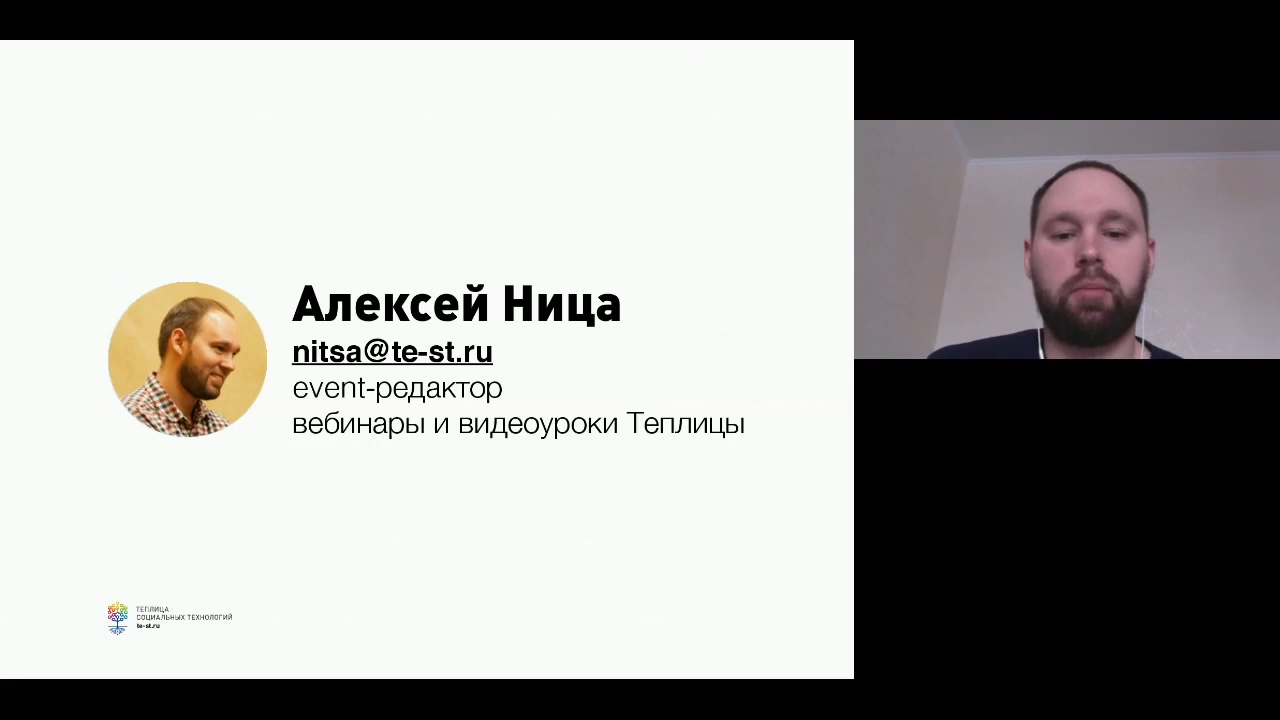 Алексей Ница
nitsa@te-st.ru
event-редактор
вебинары и видеоуроки Теплицы
ТЕПЛИЦА
СОЦИАЛЬНЫХ ТЕХНОЛОГИЙ
te-st.ru